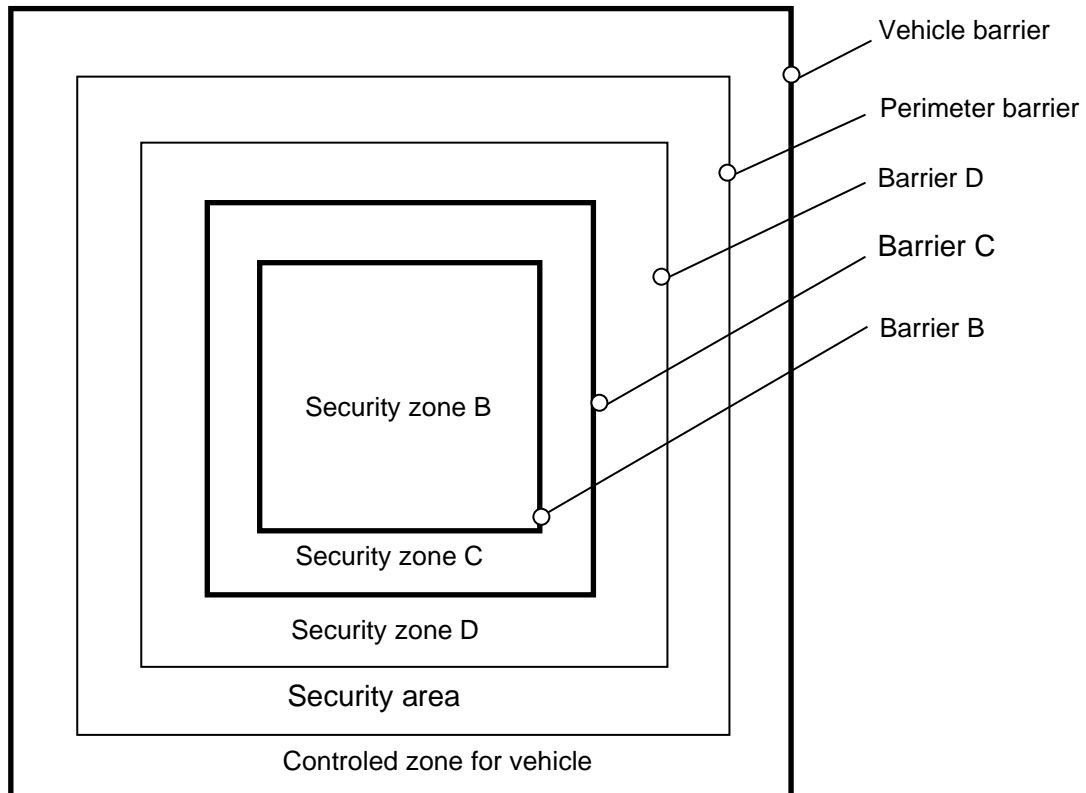 Vehicle barrier
Perimeter barrier
Barrier D
Barrier C
Barrier B
Security zone B
Security zone C
Security zone D
Security area
Controled zone for vehicle